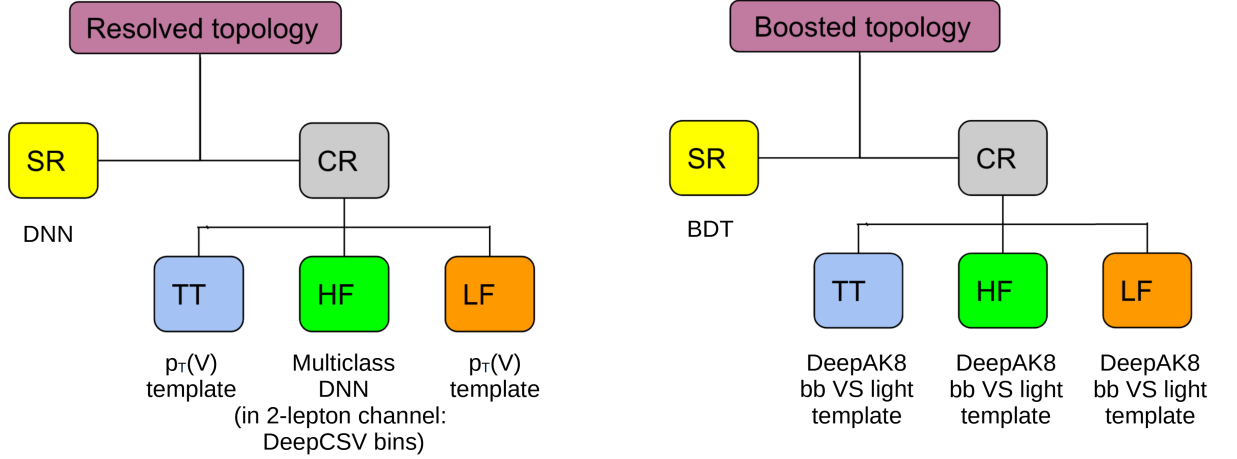 Resolved topology
SR
CR
DNN
TT
HF
LF
pT(V)
template
Multiclass
DNN
(in 2-lepton channel:
DeepCSV bins)
pT(V)
template
Boosted topology
SR
CR
BDT
TT
HF
LF
DeepAK8
bb VS light
template
DeepAK8
bb VS light
template
DeepAK8
bb VS light
template